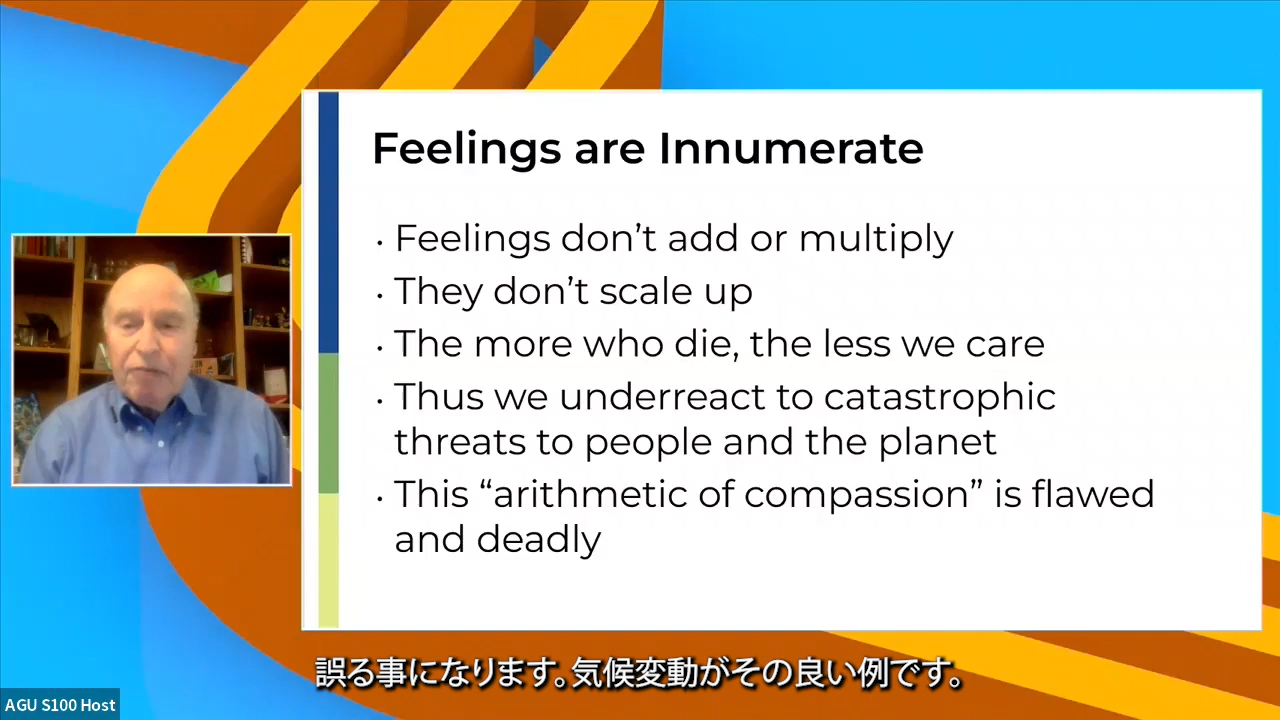 Feelings are Innumerate
· Feelings don’t add or multiply
· They don’t scale up
· The more who die, the less we care
· Thus we underreact to catastrophic
threats to people and the planet
· This “arithmetic of compassion” is flawed
and deadly
誤る事になります。気候変動がその良い例です。
AGU S100 Host